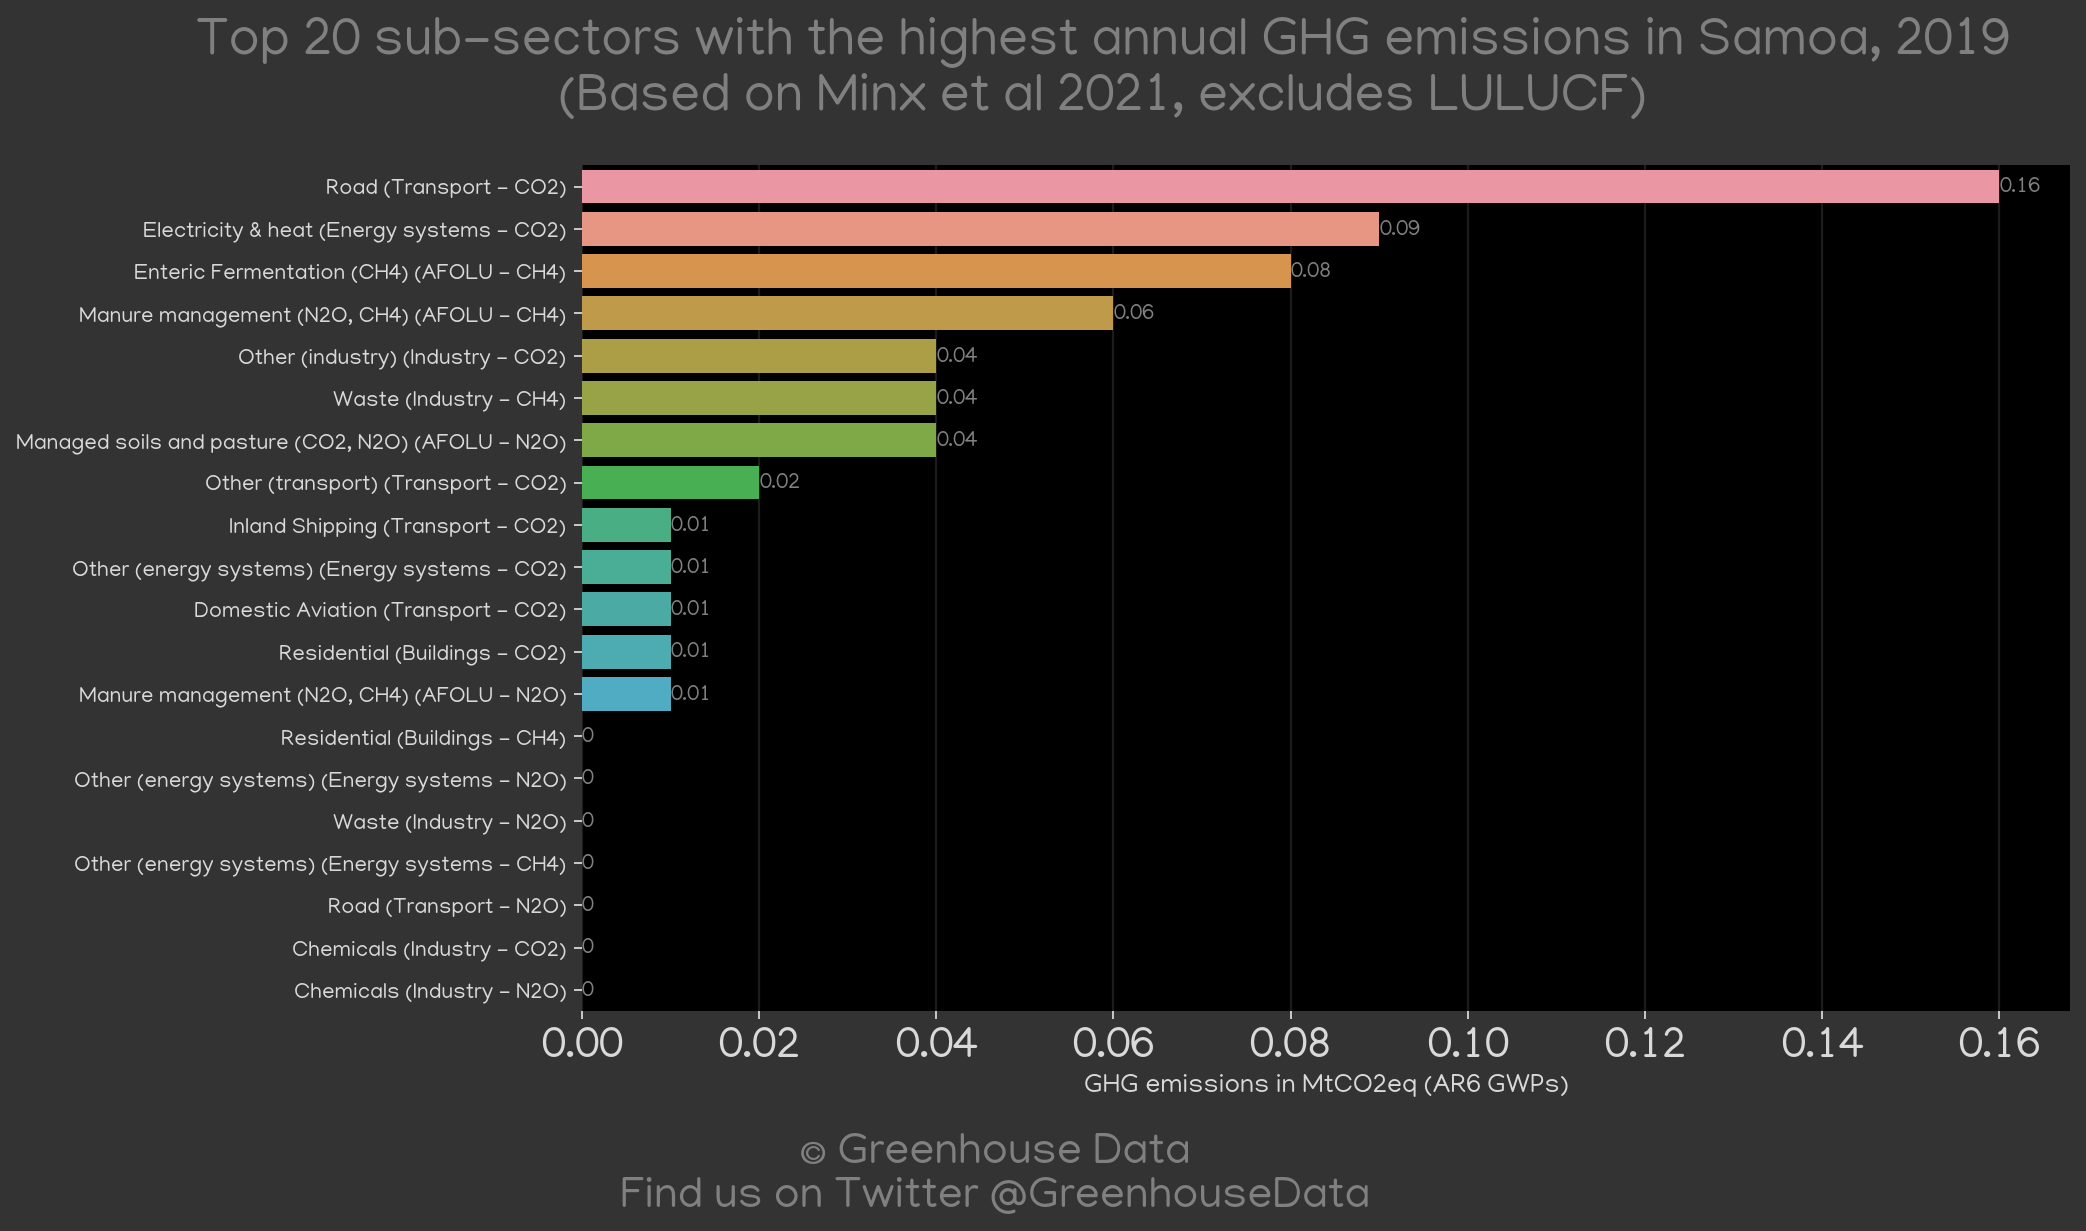 Top 20 sub-sectors with the highest annual GHG emissions in Samoa, 2019
(Based on Minx et al 2021, excludes LULUCF)
Road (Transport - CO2) 0.16
Electricity & heat (Energy systems - CO2) 0.09
Enteric Fermentation (CH4) (AFOLU - CH4) 0.08
Manure management (N2O, CH4) (AFOLU - CH4) 0.06
Other (industry) (Industry - CO2) 0.04
Waste (Industry - CH4) 0.04
Managed soils and pasture (CO2, N2O) (AFOLU - N2O) 0.04
Other (transport) (Transport - CO2) 0.02
Inland Shipping (Transport - CO2) 0.01
Other (energy systems) (Energy systems - CO2) 0.01
Domestic Aviation (Transport - CO2) 0.01
Residential (Buildings - CO2) 0.01
Manure management (N2O, CH4) (AFOLU - N2O) 0.01
Residential (Buildings - CH4) 0
Other (energy systems) (Energy systems - N2O) 0
Waste (Industry - N2O) 0
Other (energy systems) (Energy systems - CH4) 0
Road (Transport - N2O) 0
Chemicals (Industry - CO2) 0
Chemicals (Industry - N2O) 0
0.00 0.02 0.04 0.06 0.08 0.10 0.12 0.14 0.16
GHG emissions in MtCO2eq (AR6 GWPs)
© Greenhouse Data
Find us on Twitter @GreenhouseData